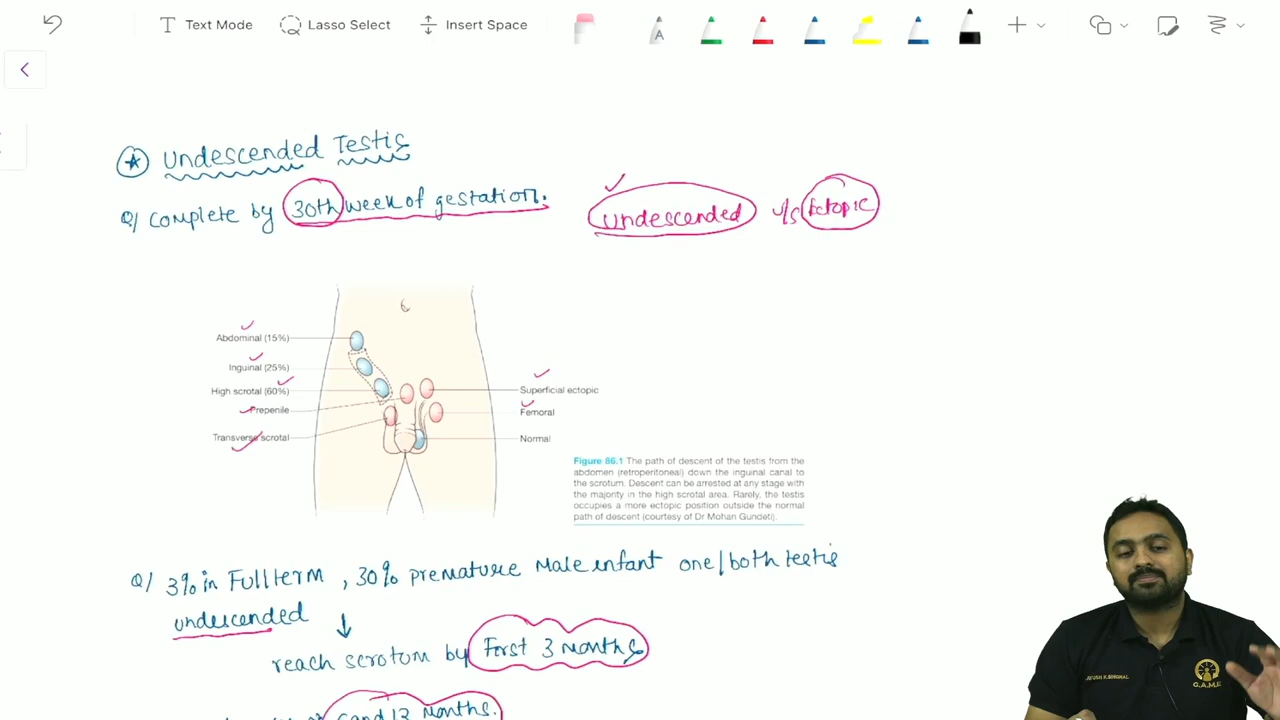 Text Mode
Lasso Select
Insert Space
A
Undescended Testis
Q/ Complete by 30th week of gestation.
Undescended v/s Ectopic
Abdominal (15%)
Inguinal (25%)
High scrotal (60%)
Prepenile
Transverse scrotal
Superficial ectopic
Femoral
Normal
Figure 86.1 The path of descent of the testis from the
abdomen (retroperitoneal) down the inguinal canal to
the scrotum. Descent can be arrested at any stage with
the majority in the high scrotal area. Rarely, the testis
occupies a more ectopic position outside the normal
path of descent (courtesy of Dr Mohan Gundeti).
Q/ 3% in Fullterm, 30% premature Male infant one/both testis
undescended
reach scrotom by First 3 months
and 12 months.
G.A.M.E